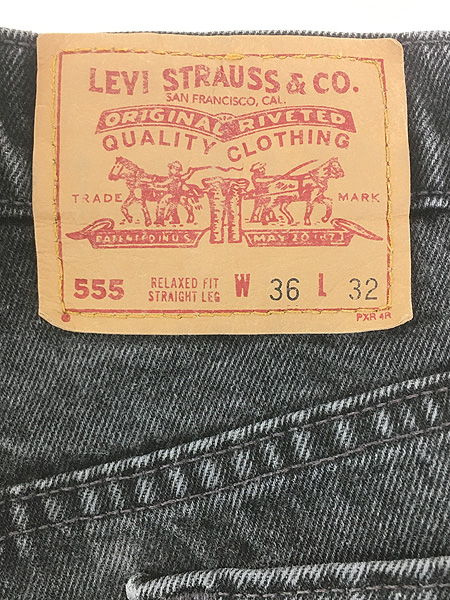 LEVI STRAUSS & CO.
SAN FRANCISCO, CAL.
ORIGINAL RIVETED
QUALITY CLOTHING
TRADE MARK
PATENTED IN U.S. MAY 20 1873
555 RELAXED FIT STRAIGHT LEG W 36 L 32
PXR 4R